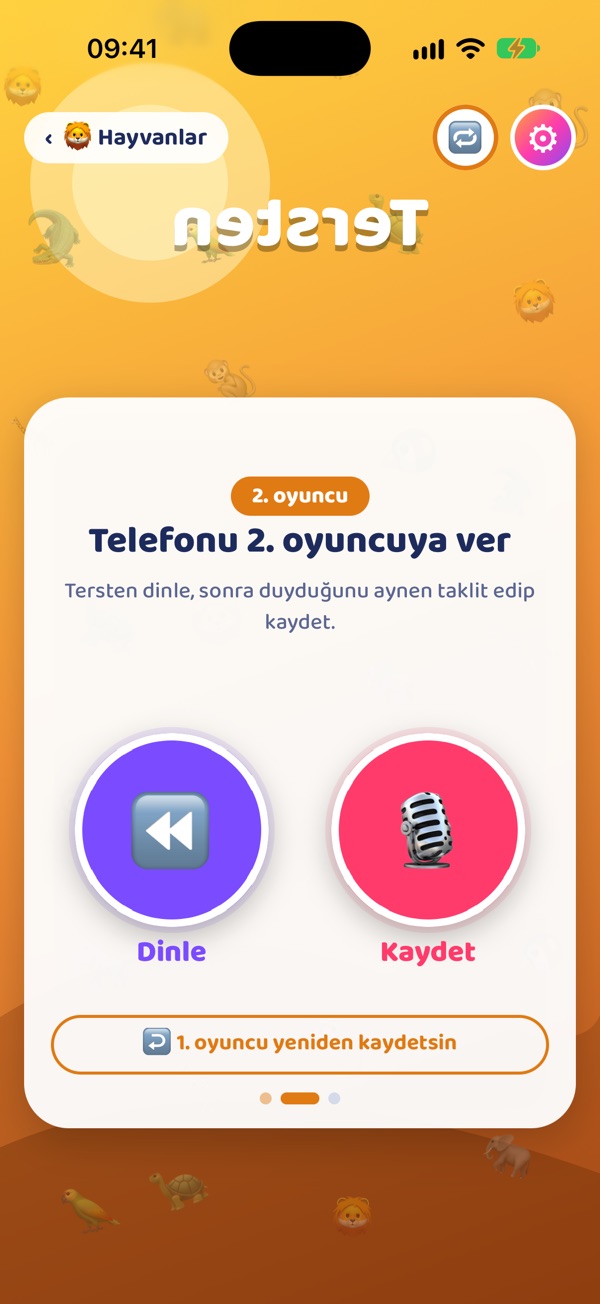 09:41
‹ Hayvanlar
Tersten
2. oyuncu
Telefonu 2. oyuncuya ver
Tersten dinle, sonra duyduğunu aynen taklit edip
kaydet.
Dinle
Kaydet
1. oyuncu yeniden kaydetsin